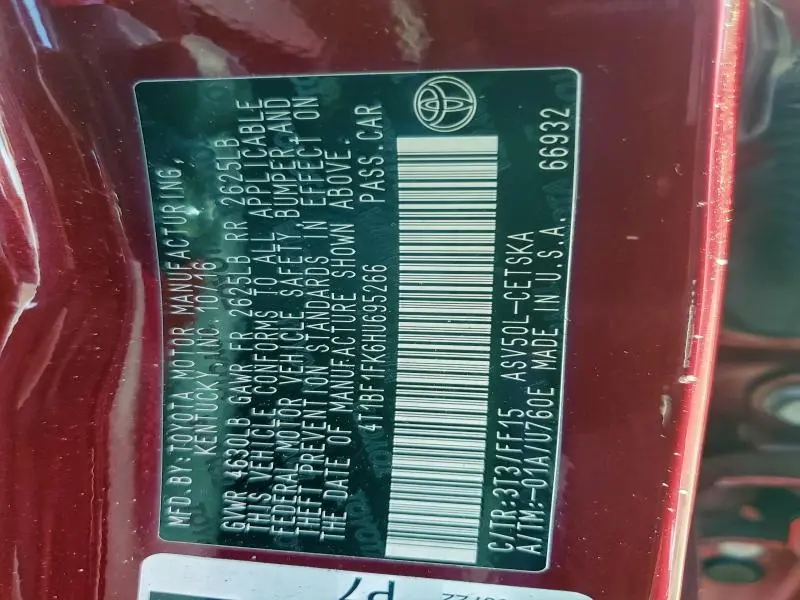 MFD.BY:TOYOTA MOTOR MANUFACTURING,
KENTUCKY, INC. 10/16
GVWR 4630LB GAWR FR 2625LB RR 2625LB
THIS VEHICLE CONFORMS TO ALL APPLICABLE
FEDERAL MOTOR VEHICLE SAFETY, BUMPER, AND
THEFT PREVENTION STANDARDS IN EFFECT ON
THE DATE OF MANUFACTURE SHOWN ABOVE.
4T1BF1FK6HU695266 PASS. CAR
C/TR:3T3/FF15 ASV50L-CETSKA
A/TM:-01A/U760E MADE IN U.S.A. 66932